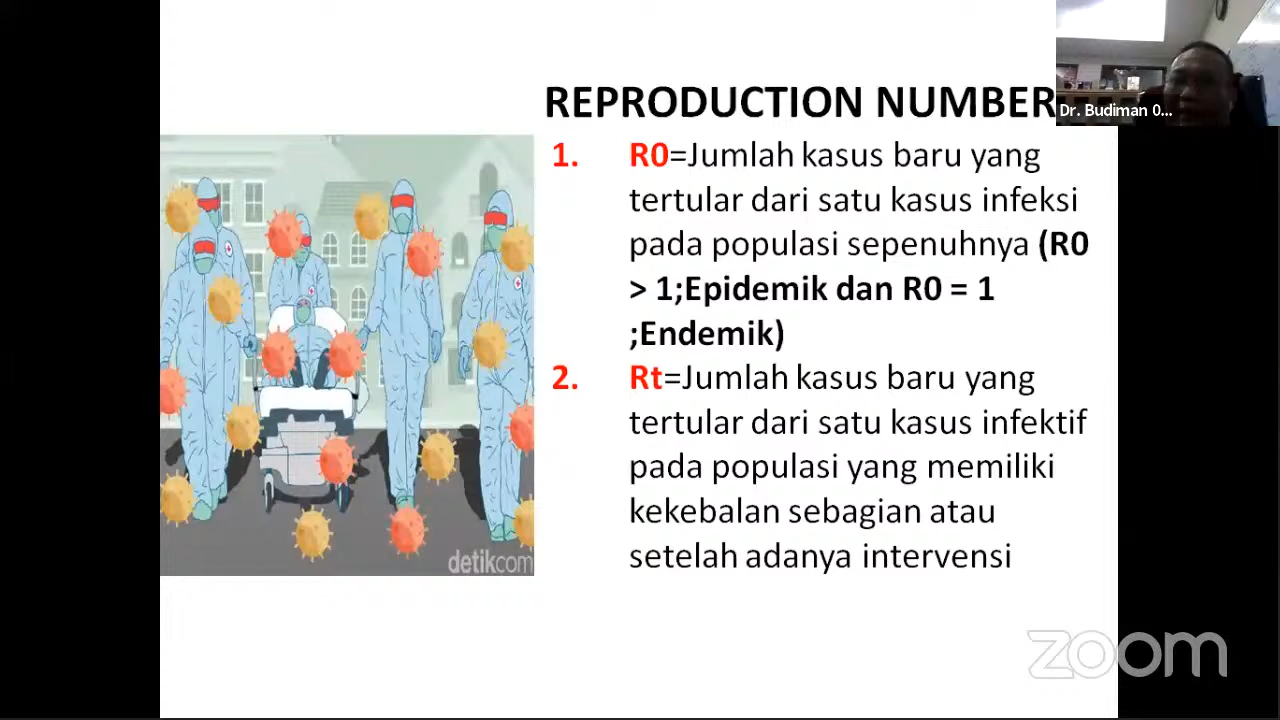 REPRODUCTION NUMBER
Dr. Budiman 0...
1. R0=Jumlah kasus baru yang
tertular dari satu kasus infeksi
pada populasi sepenuhnya (R0
> 1;Epidemik dan R0 = 1
;Endemik)
2. Rt=Jumlah kasus baru yang
tertular dari satu kasus infektif
pada populasi yang memiliki
kekebalan sebagian atau
setelah adanya intervensi
detikcom
zoom